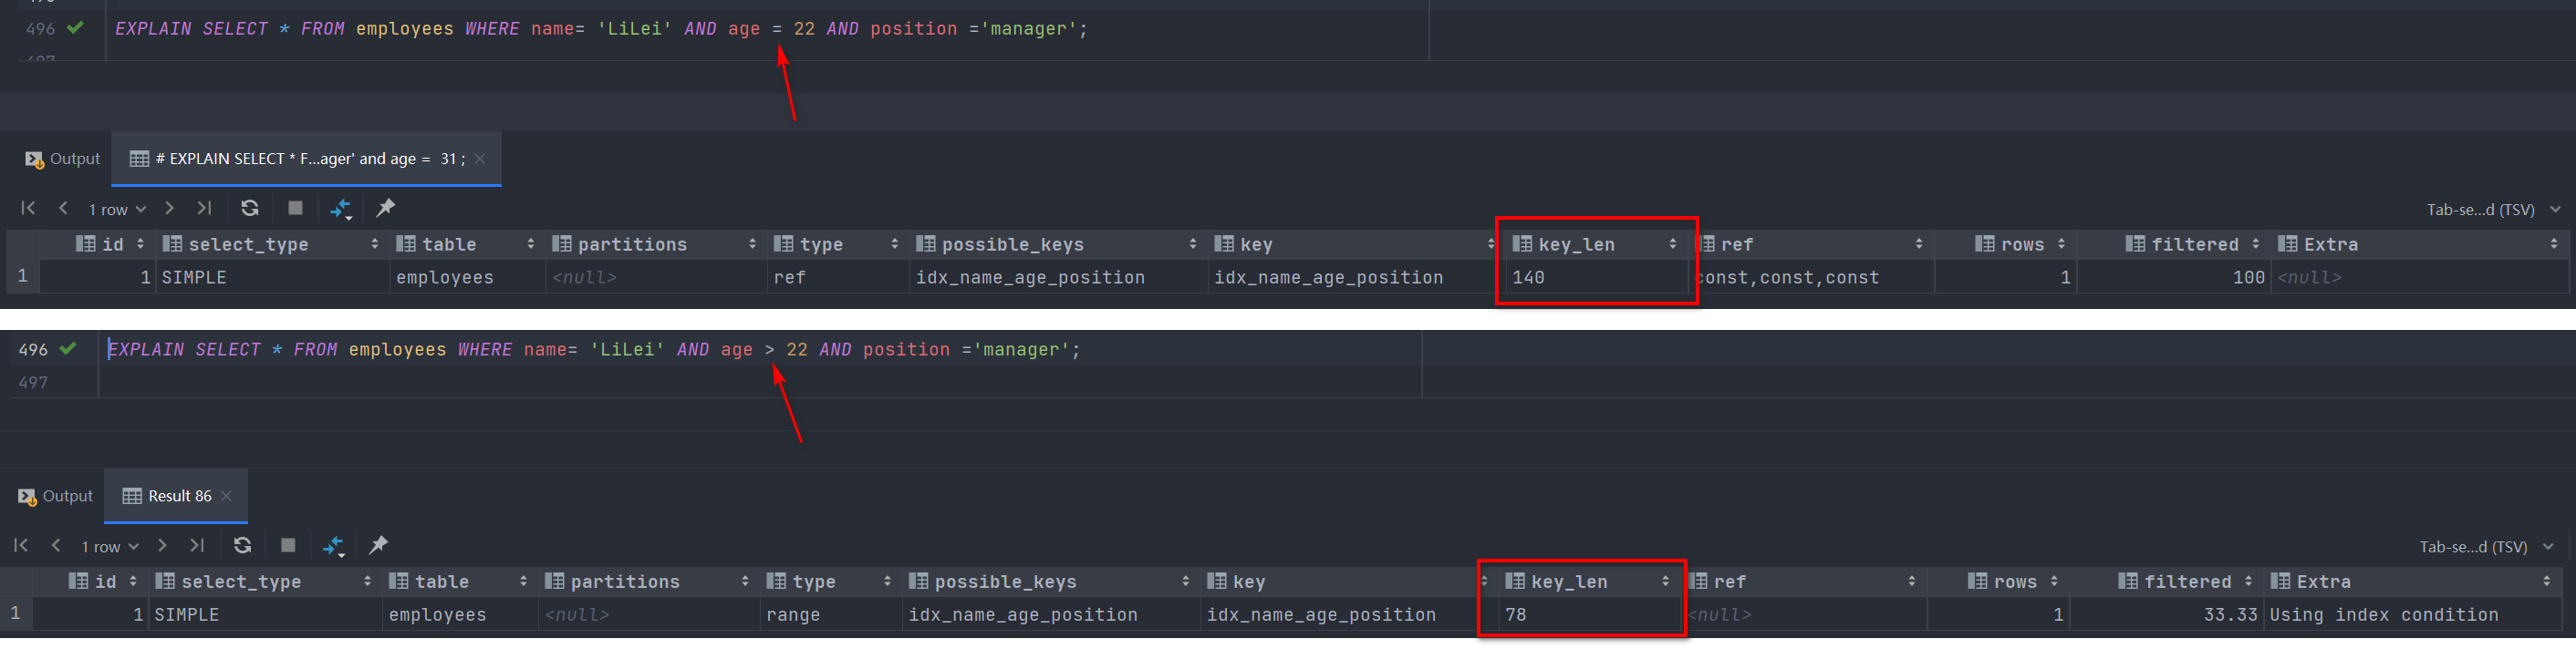 496 EXPLAIN SELECT * FROM employees WHERE name= 'LiLei' AND age = 22 AND position ='manager';
497
Output # EXPLAIN SELECT * F...ager' and age = 31 ;
1 row Tab-se...d (TSV)
id select_type table partitions type possible_keys key key_len ref rows filtered Extra
1 1 SIMPLE employees <null> ref idx_name_age_position idx_name_age_position 140 const,const,const 1 100 <null>
496 EXPLAIN SELECT * FROM employees WHERE name= 'LiLei' AND age > 22 AND position ='manager';
497
Output Result 86
1 row Tab-se...d (TSV)
id select_type table partitions type possible_keys key key_len ref rows filtered Extra
1 1 SIMPLE employees <null> range idx_name_age_position idx_name_age_position 78 <null> 1 33.33 Using index condition